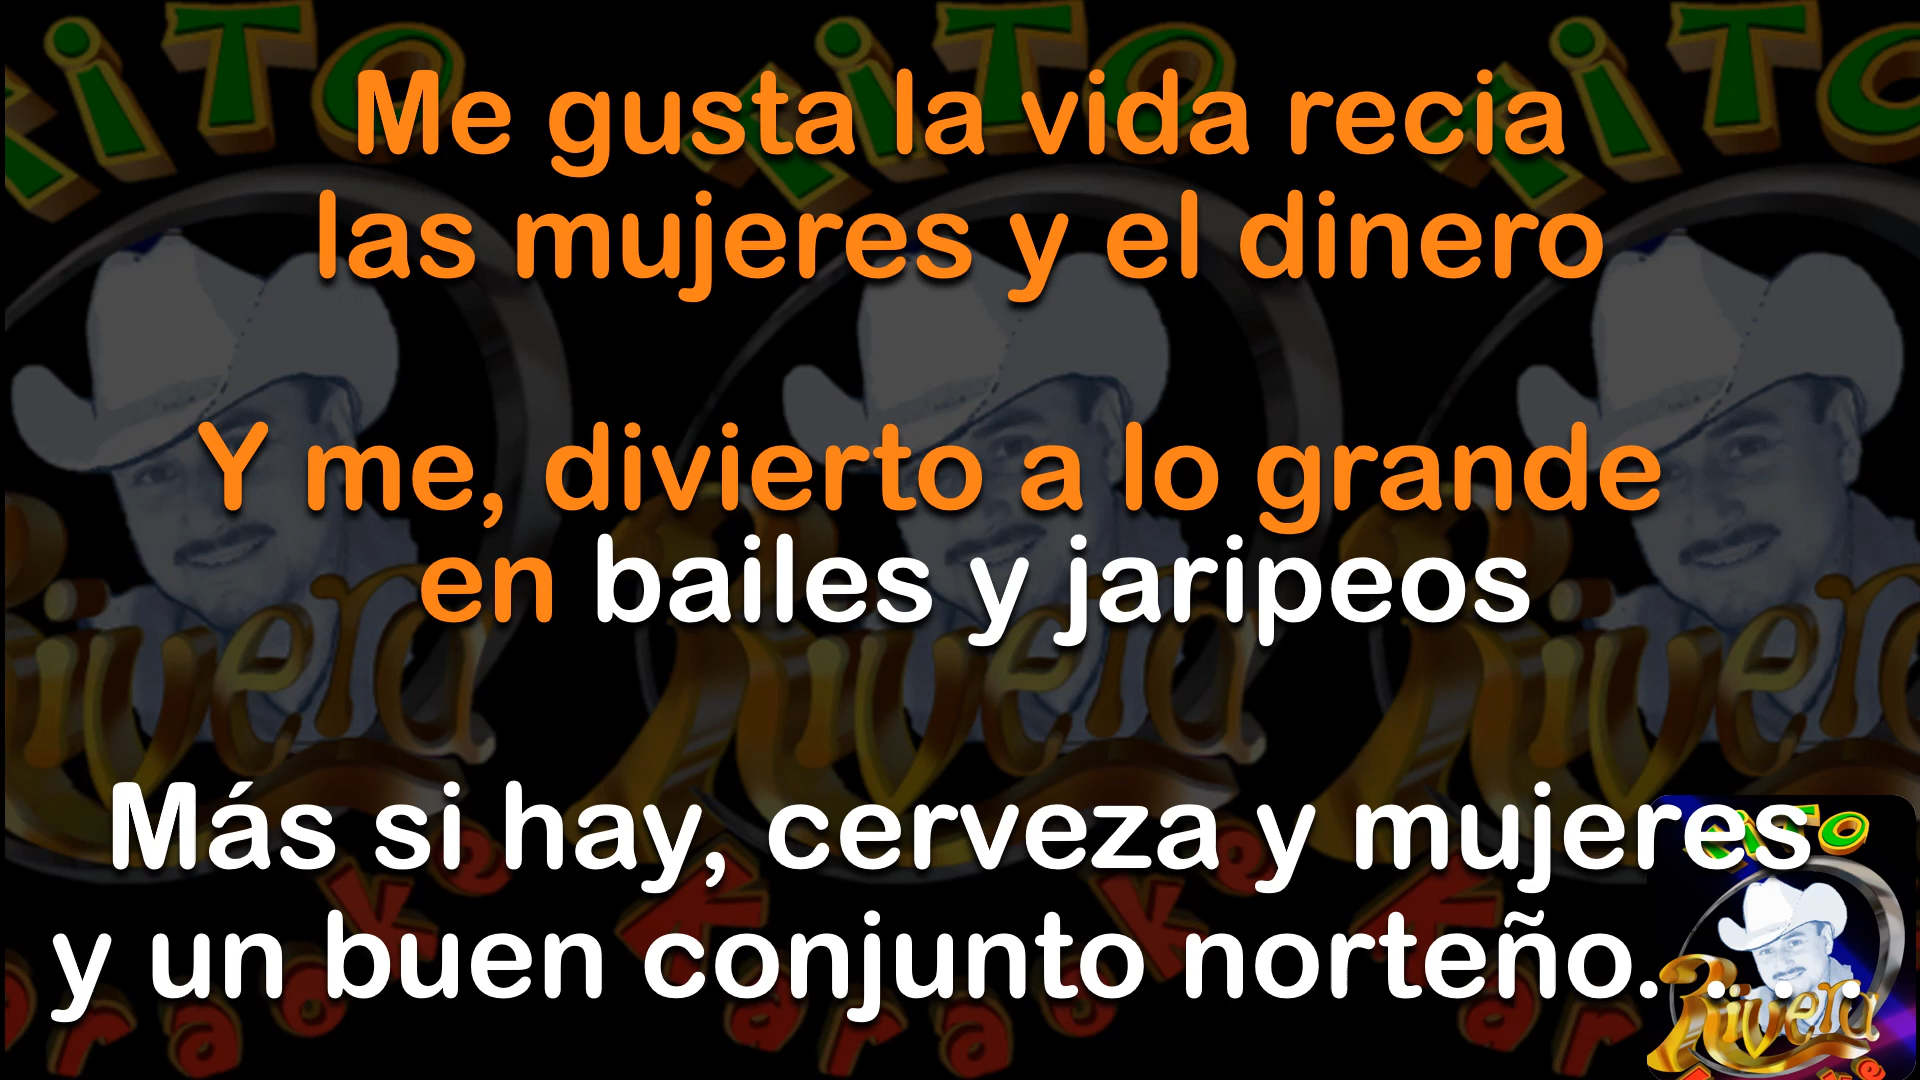 Me gusta la vida recia
las mujeres y el dinero
Y me, divierto a lo grande
en bailes y jaripeos
Más si hay, cerveza y mujeres
y un buen conjunto norteño. ... .
Rivera